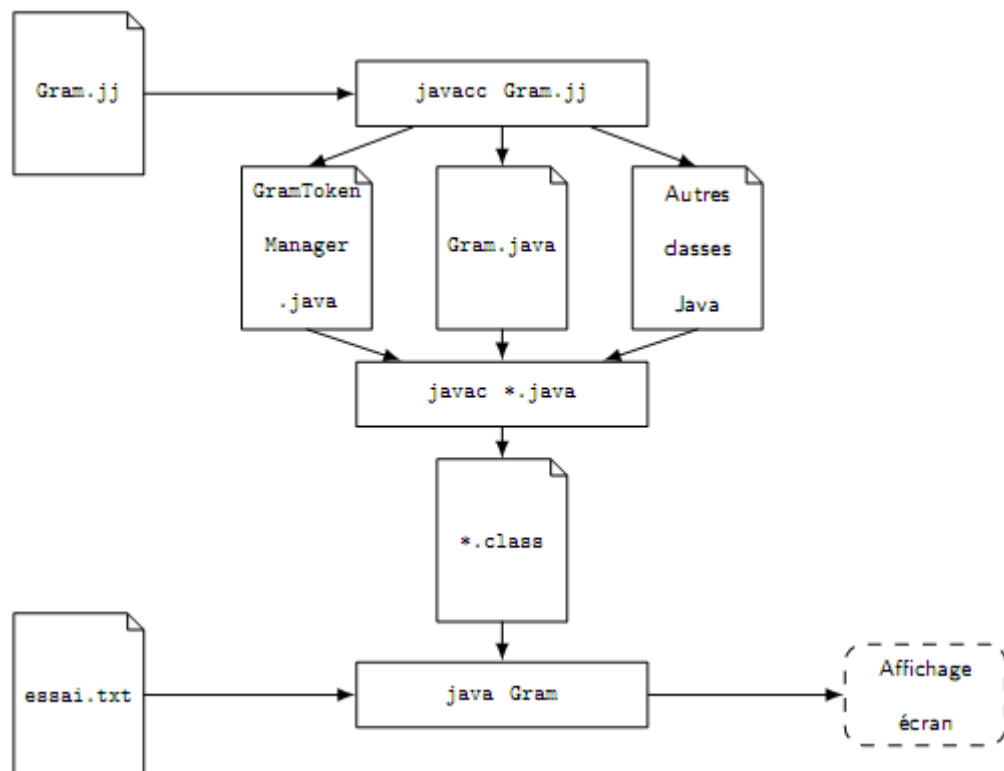 Gram.jj
javacc Gram.jj
GramToken
Manager
.java
Gram.java
Autres
classes
Java
javac *.java
*.class
essai.txt
java Gram
Affichage
écran